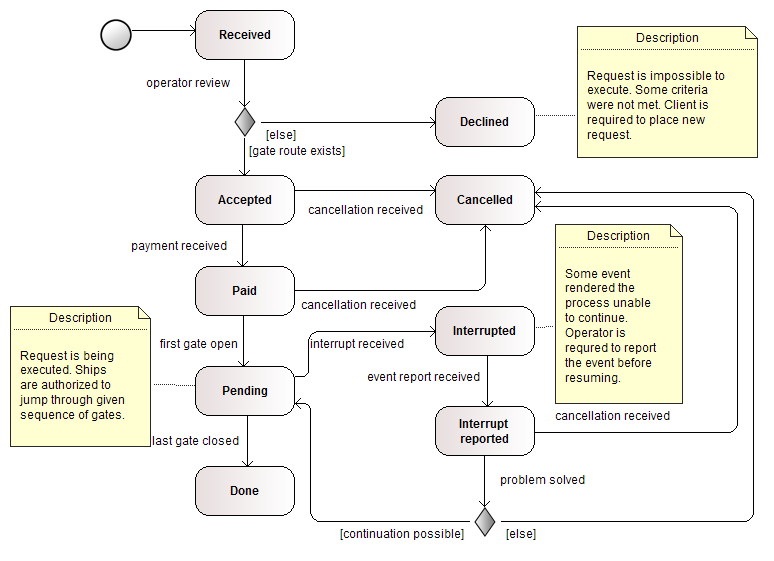 Received
Description
operator review
Request is impossible to
execute. Some criteria
were not met. Client is
required to place new
request.
Declined
[else]
[gate route exists]
Accepted
cancellation received
Cancelled
payment received
Description
Some event
rendered the
process unable
to continue.
Operator is
requred to report
the event before
resuming.
Paid
cancellation received
Description
Request is being
executed. Ships
are authorized to
jump through given
sequence of gates.
first gate open
interrupt received
Interrupted
Pending
event report received
Interrupt
reported
cancellation received
last gate closed
Done
problem solved
[continuation possible]
[else]